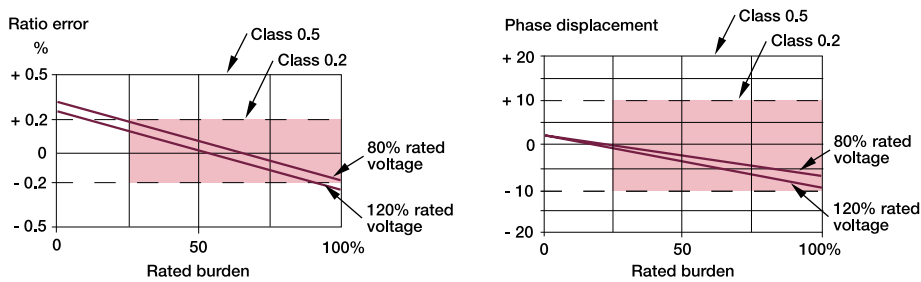 Ratio error
%
Class 0.5
Class 0.2
+ 0.5
+ 0.2
0
- 0.2
- 0.5
80% rated
voltage
120% rated
voltage
0
50
100%
Rated burden
Phase displacement
Class 0.5
Class 0.2
+ 20
+ 10
0
- 10
- 20
80% rated
voltage
120% rated
voltage
0
50
100%
Rated burden